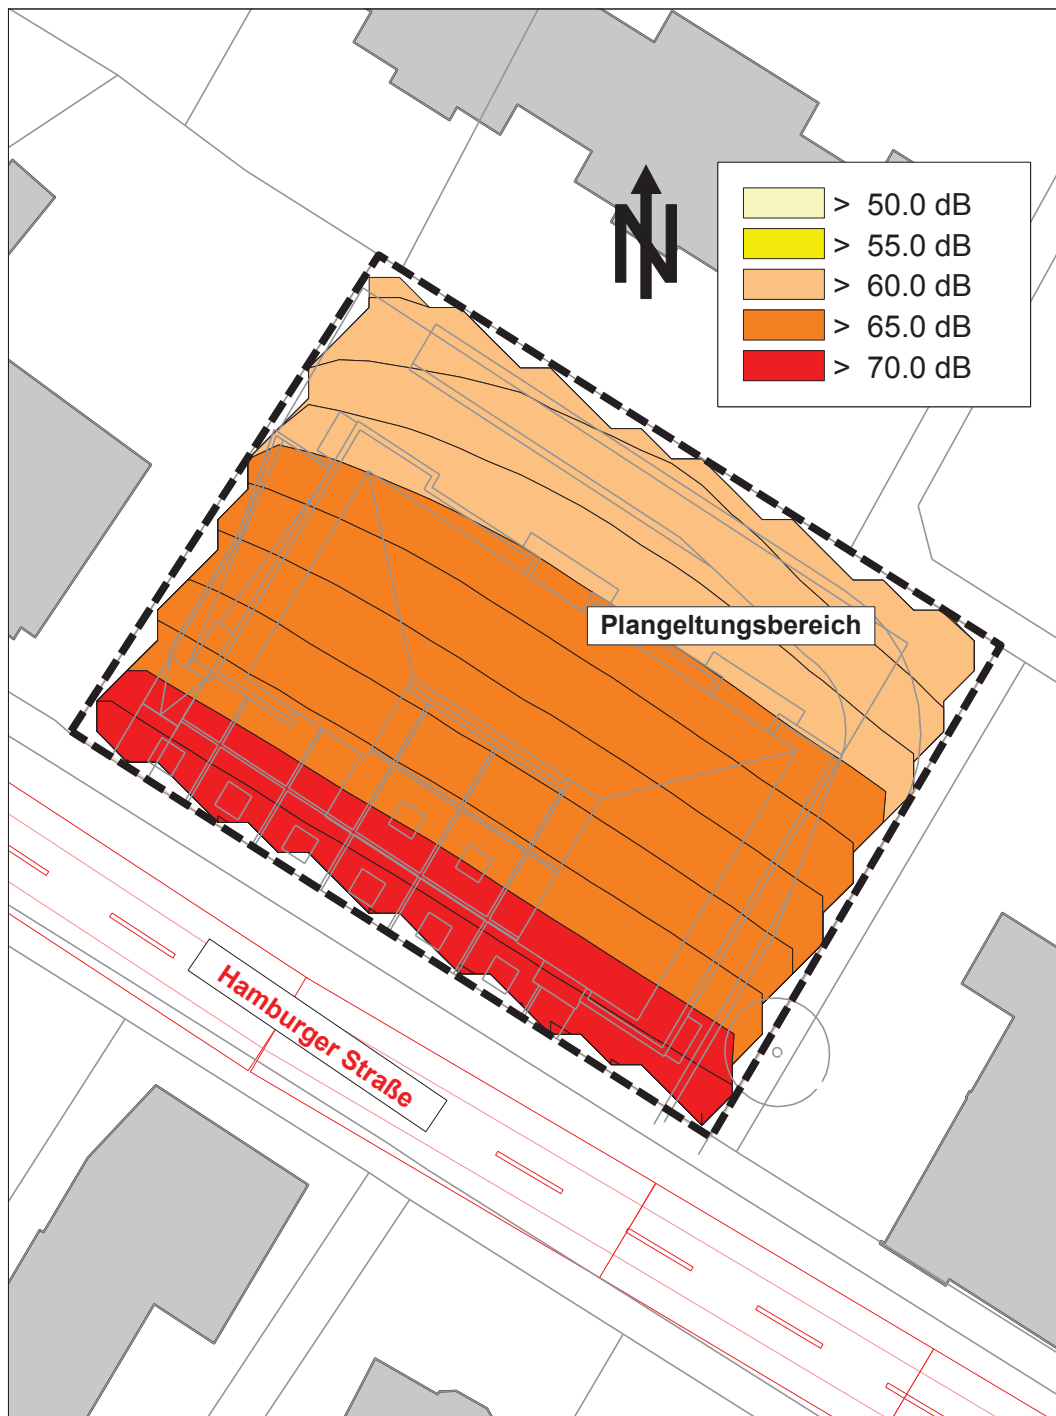 N
> 50.0 dB
> 55.0 dB
> 60.0 dB
> 65.0 dB
> 70.0 dB
Plangeltungsbereich
Hamburger Straße